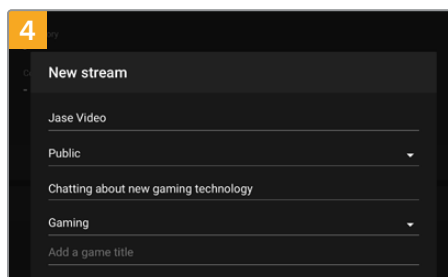 4
New stream
Jase Video
Public
Chatting about new gaming technology
Gaming
Add a game title